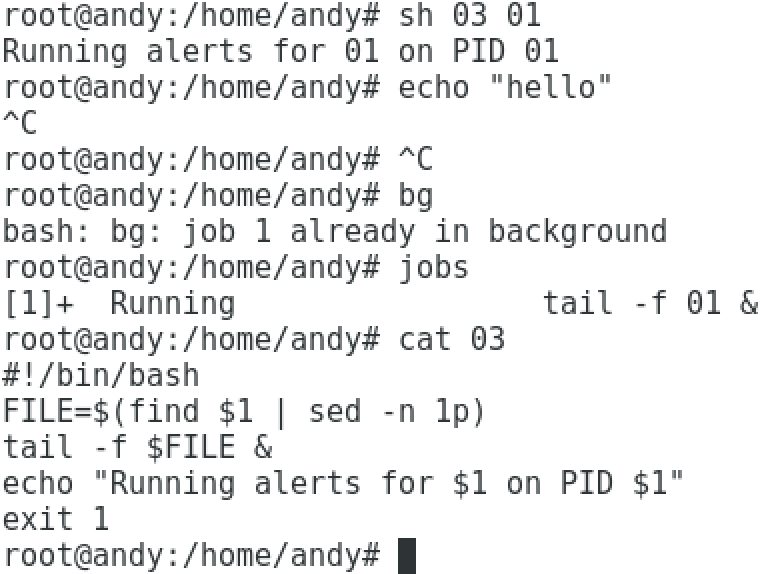 root@andy:/home/andy# sh 03 01
Running alerts for 01 on PID 01
root@andy:/home/andy# echo "hello"
^C
root@andy:/home/andy# ^C
root@andy:/home/andy# bg
bash: bg: job 1 already in background
root@andy:/home/andy# jobs
[1]+  Running                 tail -f 01 &
root@andy:/home/andy# cat 03
#!/bin/bash
FILE=$(find $1 | sed -n 1p)
tail -f $FILE &
echo "Running alerts for $1 on PID $1"
exit 1
root@andy:/home/andy#